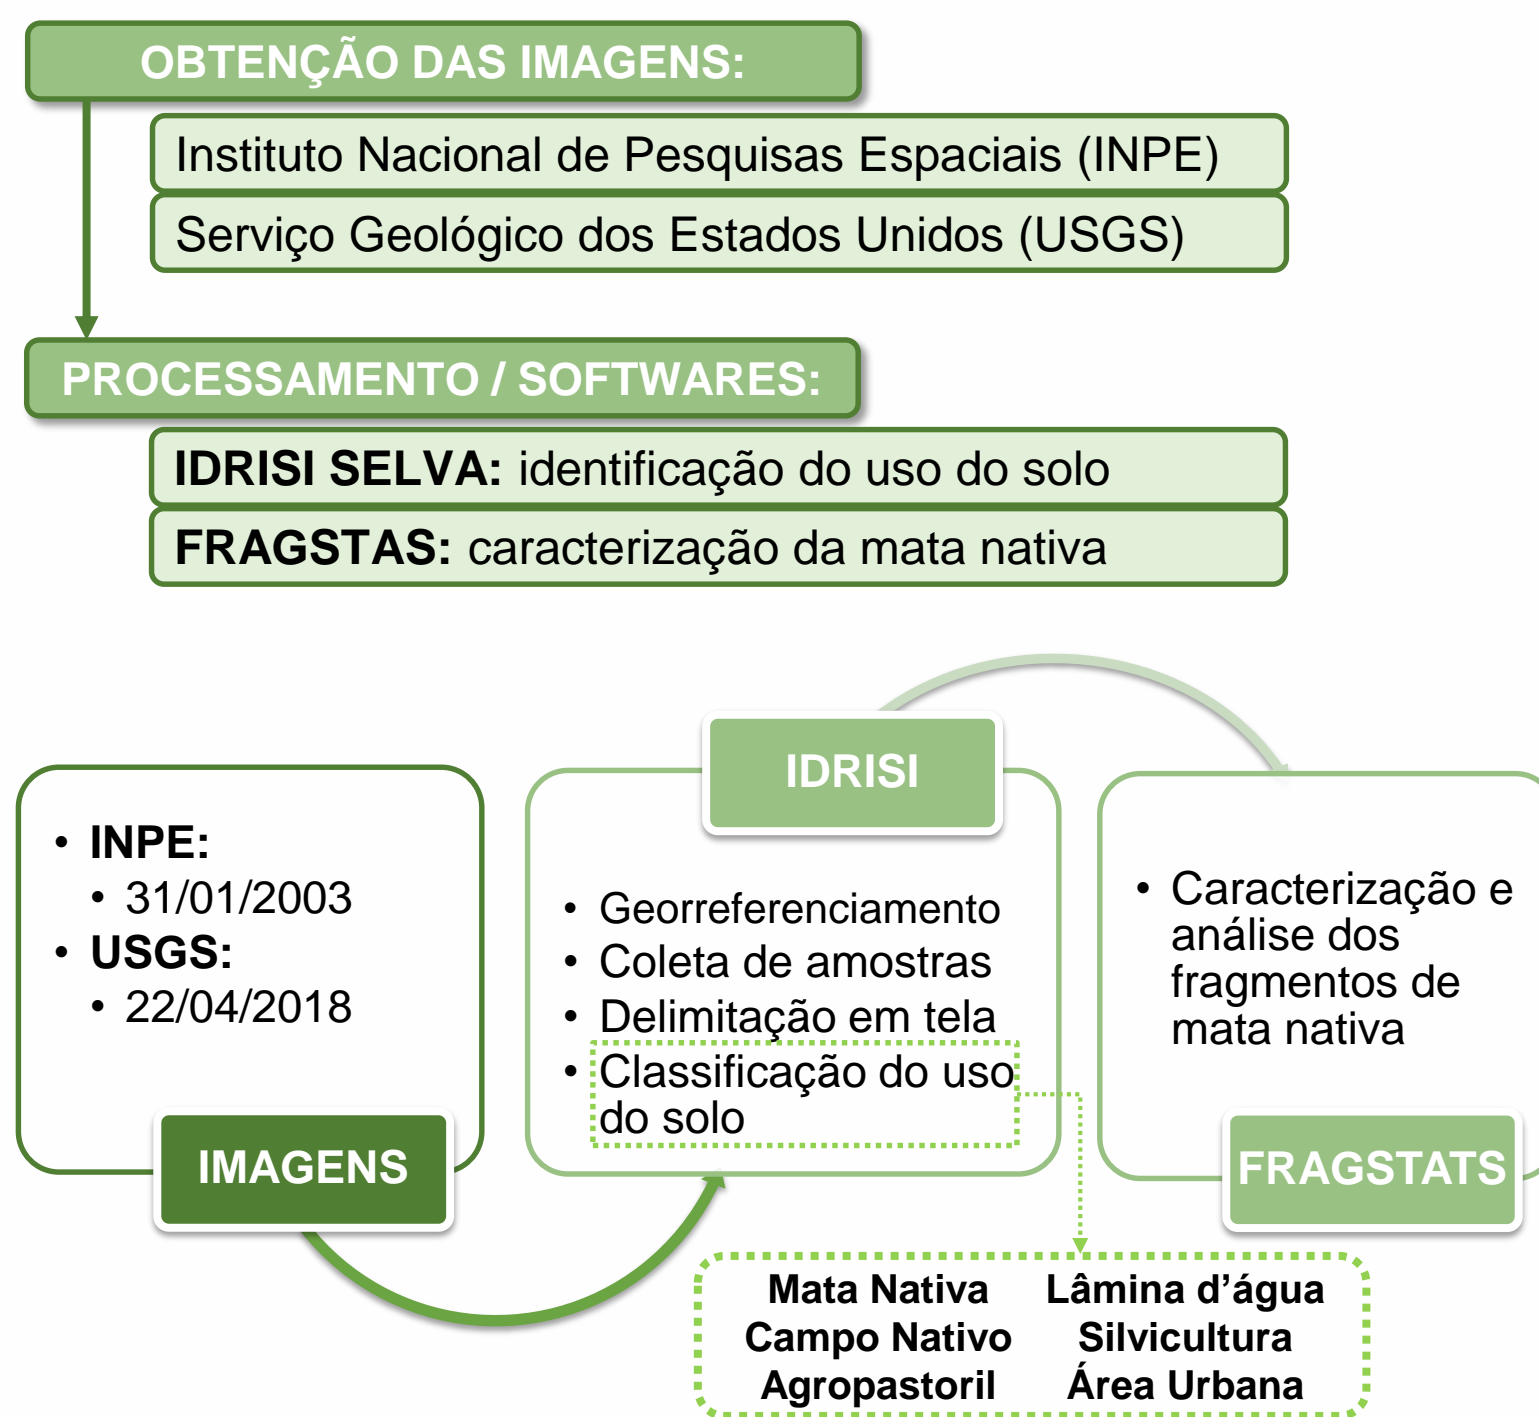 OBTENÇÃO DAS IMAGENS:
Instituto Nacional de Pesquisas Espaciais (INPE)
Serviço Geológico dos Estados Unidos (USGS)
PROCESSAMENTO / SOFTWARES:
IDRISI SELVA: identificação do uso do solo
FRAGSTAS: caracterização da mata nativa
• INPE:
• 31/01/2003
• USGS:
• 22/04/2018
IMAGENS
IDRISI
• Georreferenciamento
• Coleta de amostras
• Delimitação em tela
• Classificação do uso
do solo
• Caracterização e
análise dos
fragmentos de
mata nativa
FRAGSTATS
Mata Nativa Lâmina d’água
Campo Nativo Silvicultura
Agropastoril Área Urbana